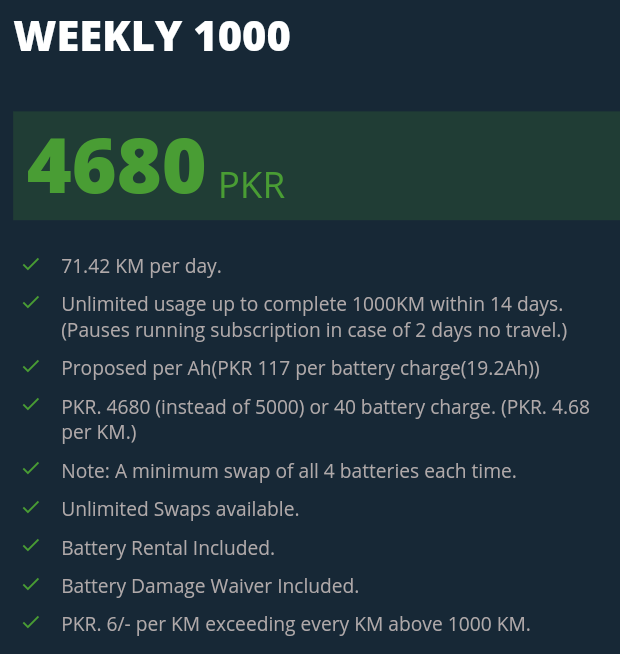 WEEKLY 1000
4680 PKR
71.42 KM per day.
Unlimited usage up to complete 1000KM within 14 days.
(Pauses running subscription in case of 2 days no travel.)
Proposed per Ah(PKR 117 per battery charge(19.2Ah))
PKR. 4680 (instead of 5000) or 40 battery charge. (PKR. 4.68
per KM.)
Note: A minimum swap of all 4 batteries each time.
Unlimited Swaps available.
Battery Rental Included.
Battery Damage Waiver Included.
PKR. 6/- per KM exceeding every KM above 1000 KM.